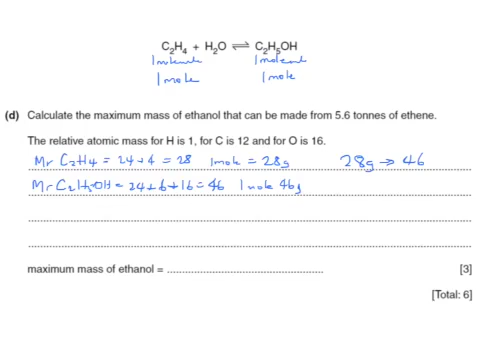 C₂H₄ + H₂O ⇌ C₂H₅OH
1 molecule 1 molecule
1 mole 1 mole
(d) Calculate the maximum mass of ethanol that can be made from 5.6 tonnes of ethene.
The relative atomic mass for H is 1, for C is 12 and for O is 16.
Mr C₂H₄ = 24+4 = 28 1mole = 28g 28g → 46
Mr C₂H₅OH = 24+6+16 = 46 1 mole 46g
maximum mass of ethanol = ...................................................... [3]
[Total: 6]